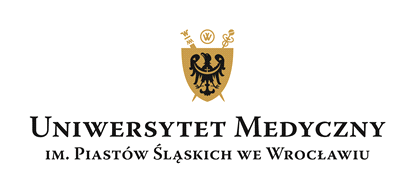 W
Uniwersytet Medyczny
im. Piastów Śląskich we Wrocławiu